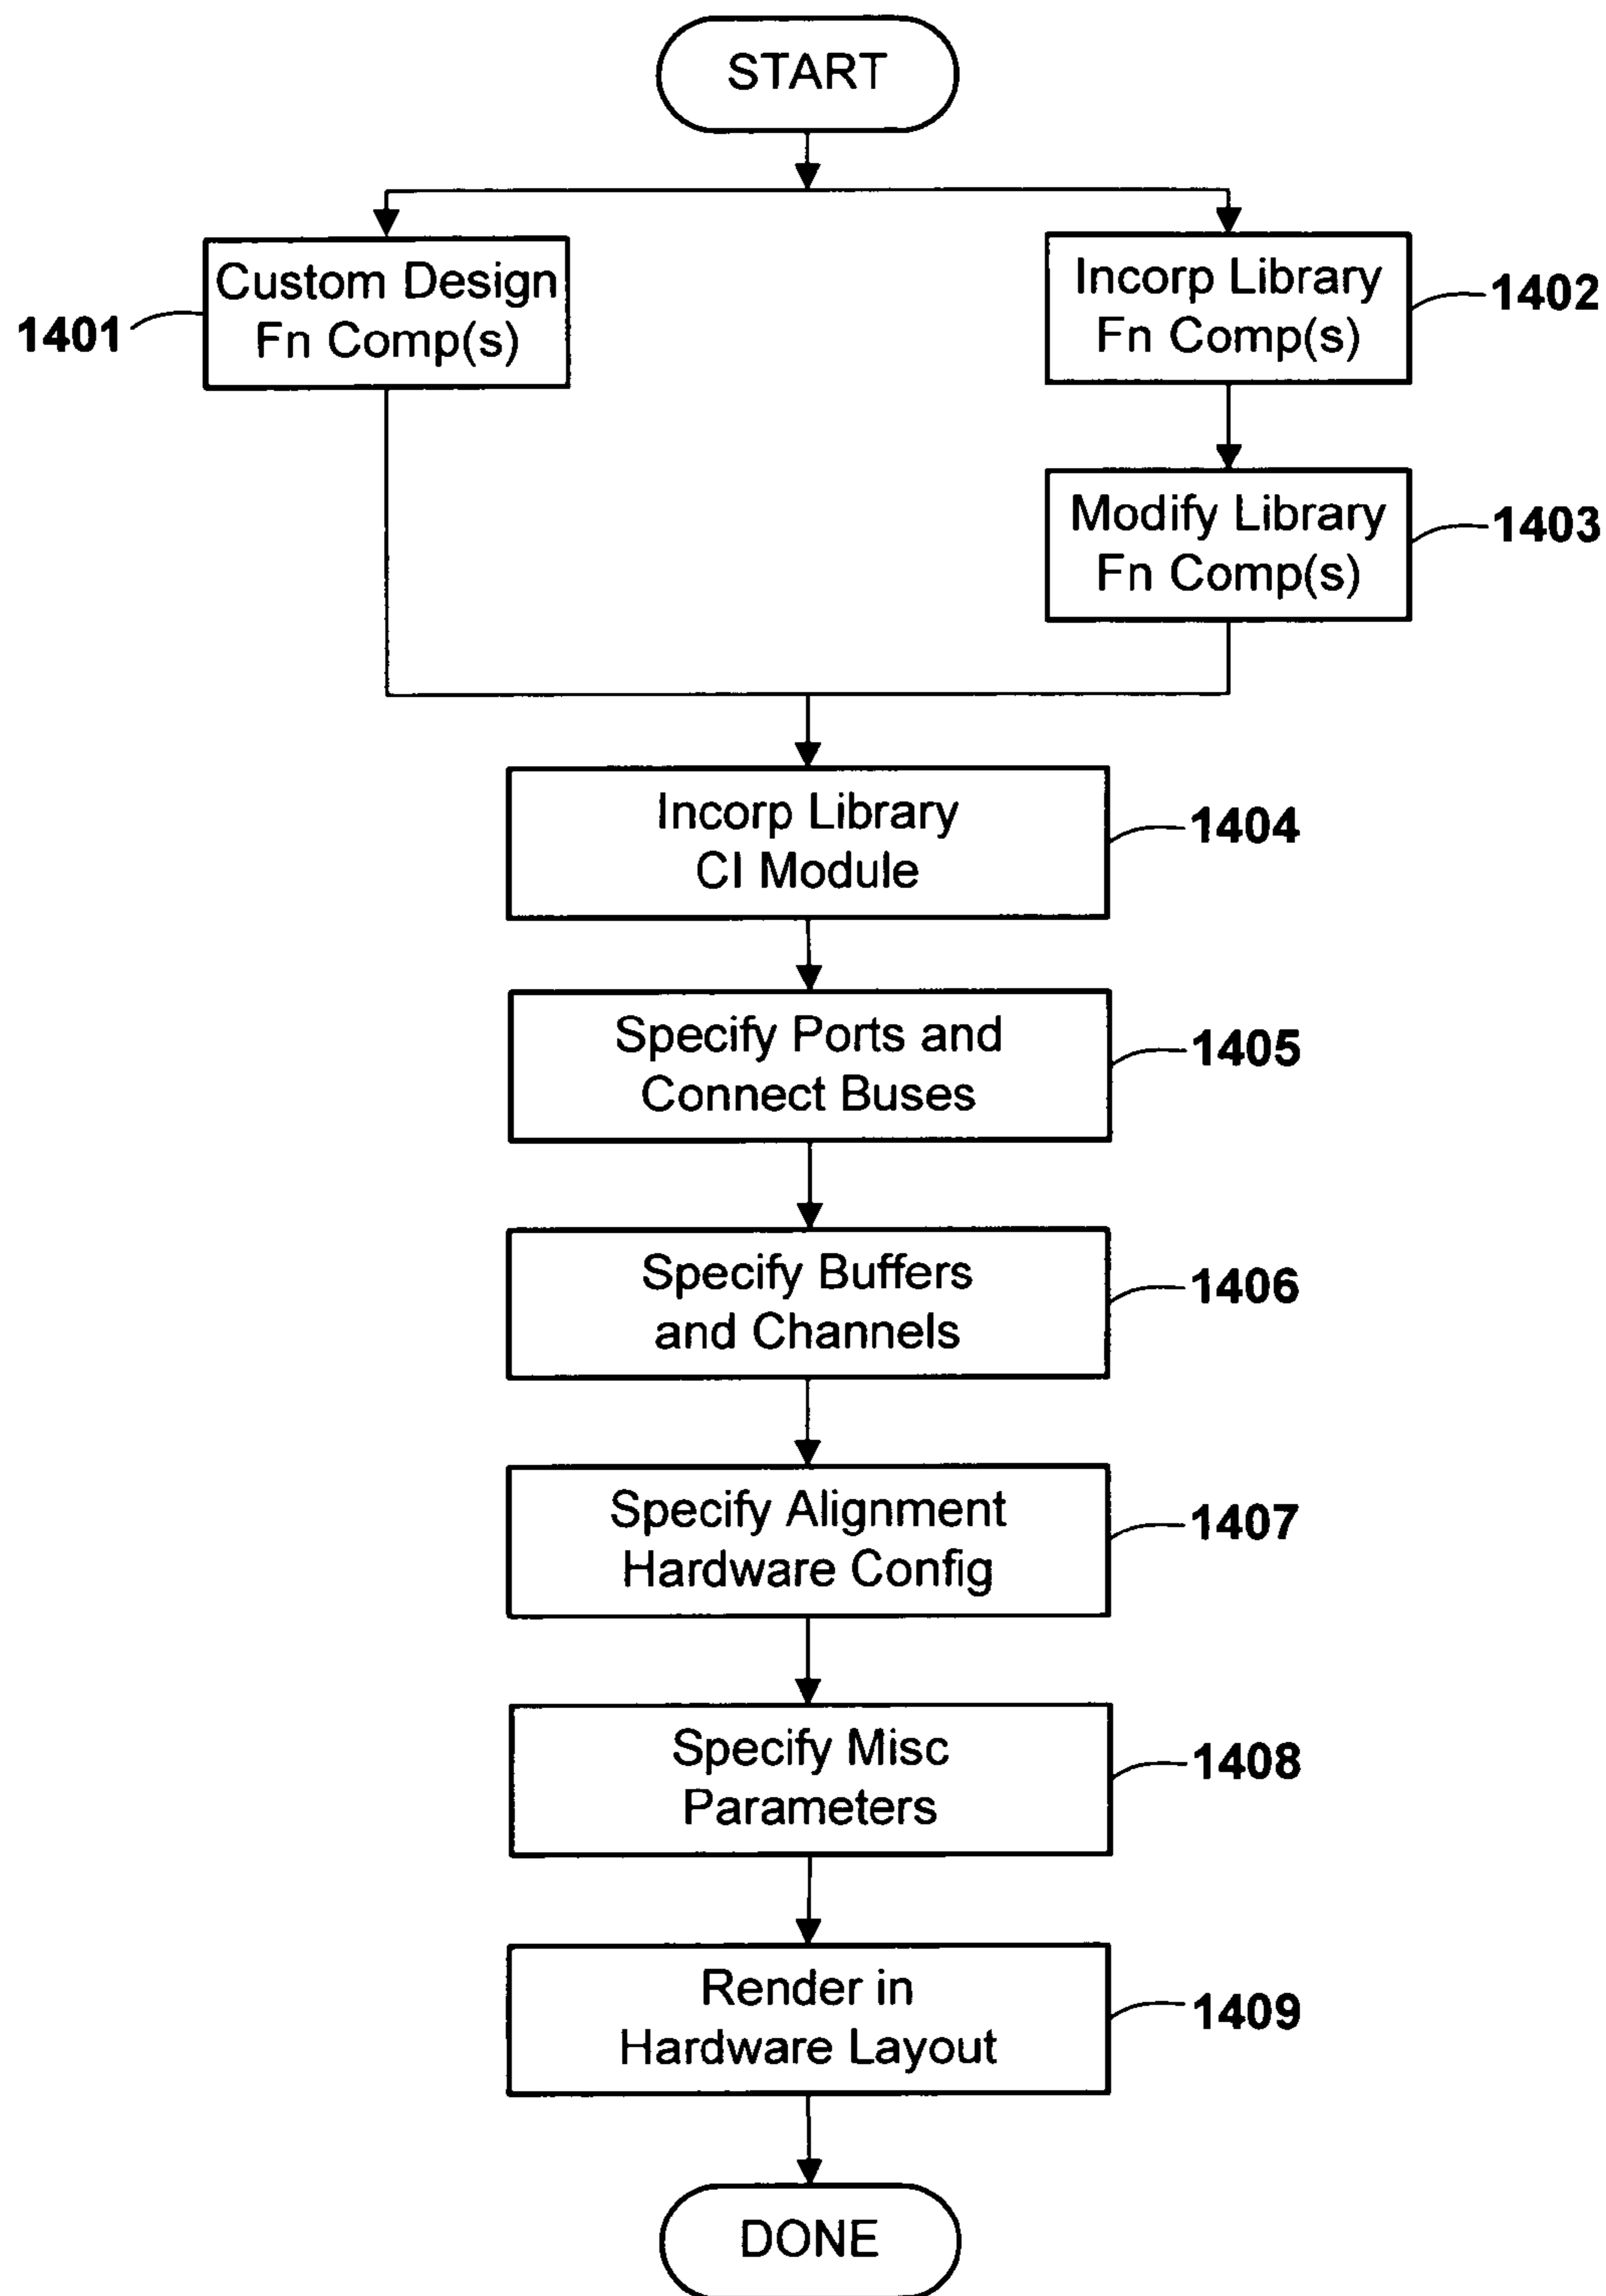 START
Custom Design
Fn Comp(s)
1401
Incorp Library
Fn Comp(s)
1402
Modify Library
Fn Comp(s)
1403
Incorp Library
CI Module
1404
Specify Ports and
Connect Buses
1405
Specify Buffers
and Channels
1406
Specify Alignment
Hardware Config
1407
Specify Misc
Parameters
1408
Render in
Hardware Layout
1409
DONE